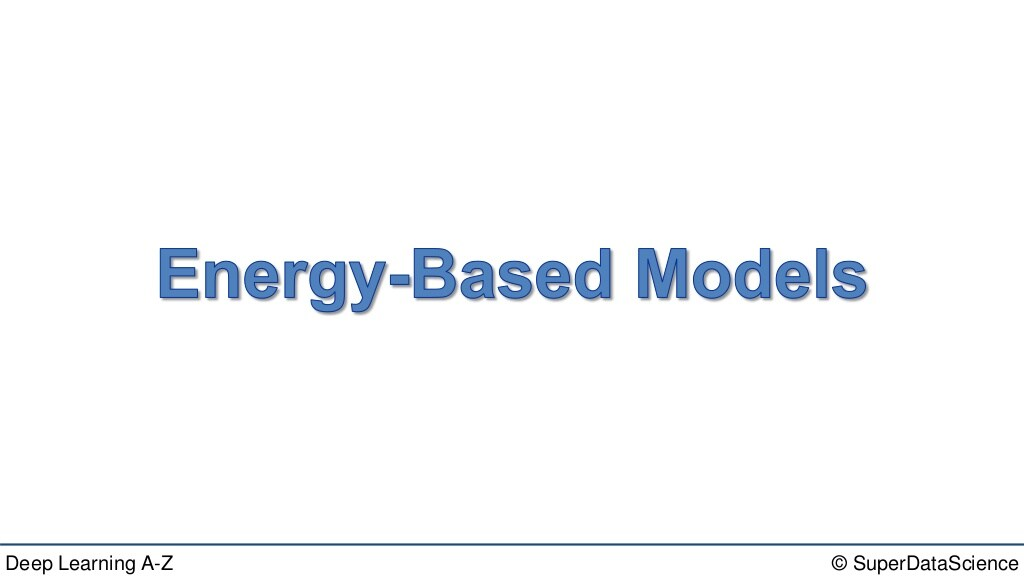 Energy-Based Models
Deep Learning A-Z
© SuperDataScience